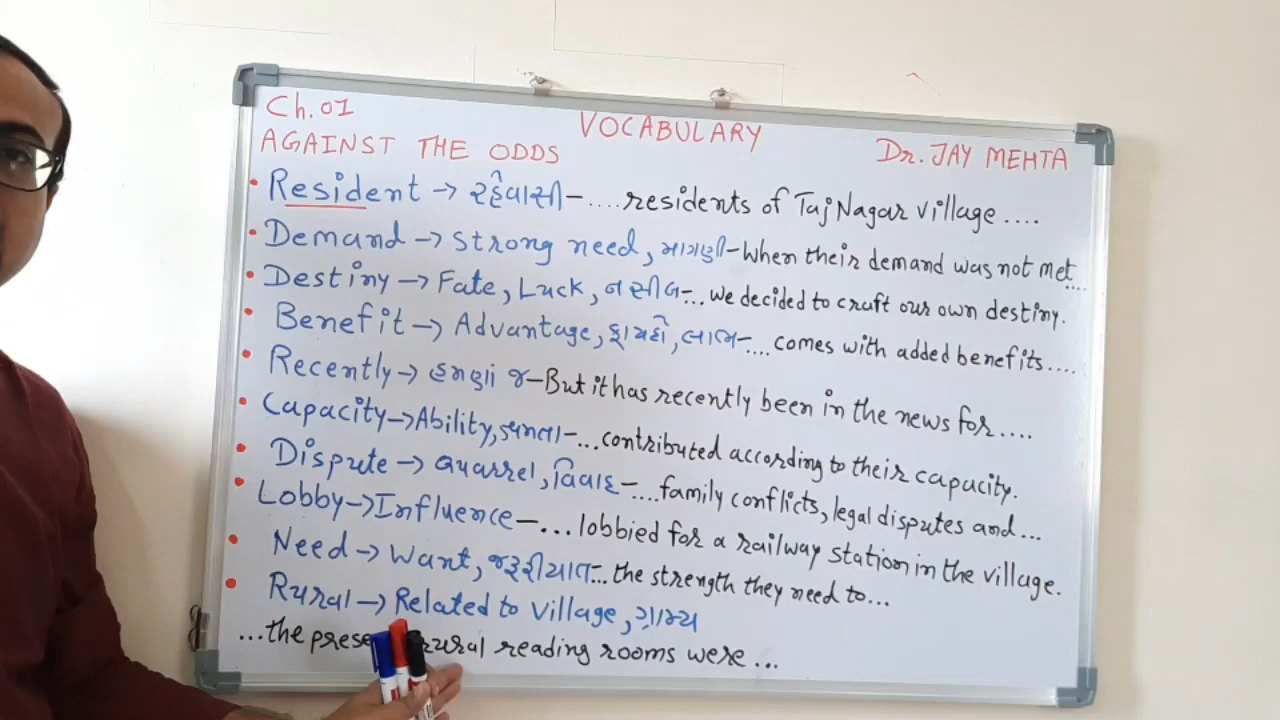 Ch.01
AGAINST THE ODDS
VOCABULARY
Dr. JAY MEHTA
• Resident → રહેવાસી – ....residents of Taj Nagar village ....
• Demand → Strong need, માગણી – When their demand was not met....
• Destiny → Fate, Luck, નસીબ – ... we decided to craft our own destiny.
• Benefit → Advantage, ફાયદો, લાભ – .... comes with added benefits....
• Recently → હમણાં જ – But it has recently been in the news for....
• Capacity → Ability, ક્ષમતા – ...contributed according to their capacity.
• Dispute → Quarrel, વિવાદ – ....family conflicts, legal disputes and...
• Lobby → Influence – ... lobbied for a railway station in the village.
• Need → Want, જરૂરીયાત – ... the strength they need to...
• Rural → Related to Village, ગ્રામ્ય
...the rural reading rooms were ...